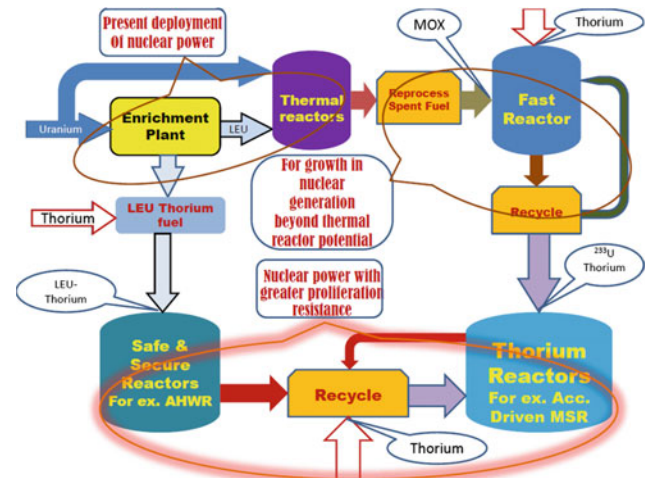 Present deployment
Of nuclear power
MOX
Thorium
Thermal
reactors
Reprocess
Spent Fuel
Fast
Reactor
Uranium
Enrichment
Plant
LEU
For growth in
nuclear
generation
beyond thermal
reactor potential
Recycle
Thorium
LEU Thorium
fuel
LEU-
Thorium
Nuclear power with
greater proliferation
resistance
233U
Thorium
Safe &
Secure
Reactors
For ex. AHWR
Recycle
Thorium
Reactors
For ex. Acc.
Driven MSR
Thorium